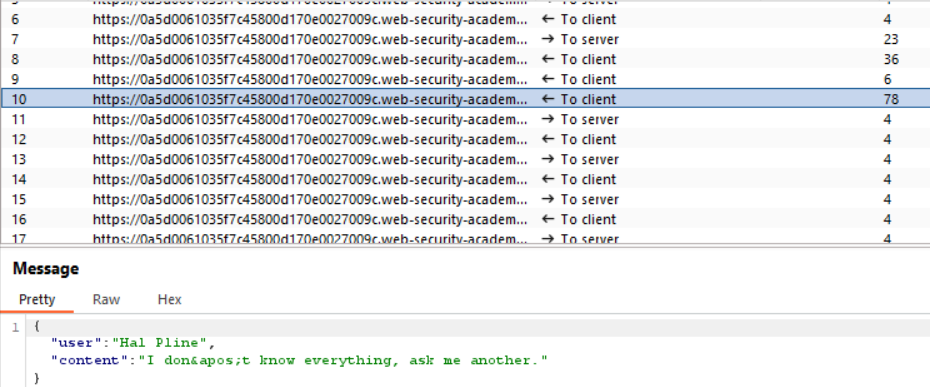 6 https://0a5d0061035f7c45800d170e0027009c.web-security-academ... ← To client 4
7 https://0a5d0061035f7c45800d170e0027009c.web-security-academ... → To server 23
8 https://0a5d0061035f7c45800d170e0027009c.web-security-academ... ← To client 36
9 https://0a5d0061035f7c45800d170e0027009c.web-security-academ... ← To client 6
10 https://0a5d0061035f7c45800d170e0027009c.web-security-academ... ← To client 78
11 https://0a5d0061035f7c45800d170e0027009c.web-security-academ... → To server 4
12 https://0a5d0061035f7c45800d170e0027009c.web-security-academ... ← To client 4
13 https://0a5d0061035f7c45800d170e0027009c.web-security-academ... → To server 4
14 https://0a5d0061035f7c45800d170e0027009c.web-security-academ... ← To client 4
15 https://0a5d0061035f7c45800d170e0027009c.web-security-academ... → To server 4
16 https://0a5d0061035f7c45800d170e0027009c.web-security-academ... ← To client 4
17 https://0a5d0061035f7c45800d170e0027009c.web-security-academ... → To server 4
Message
Pretty Raw Hex
1 {
"user":"Hal Pline",
"content":"I don&apos;t know everything, ask me another."
}